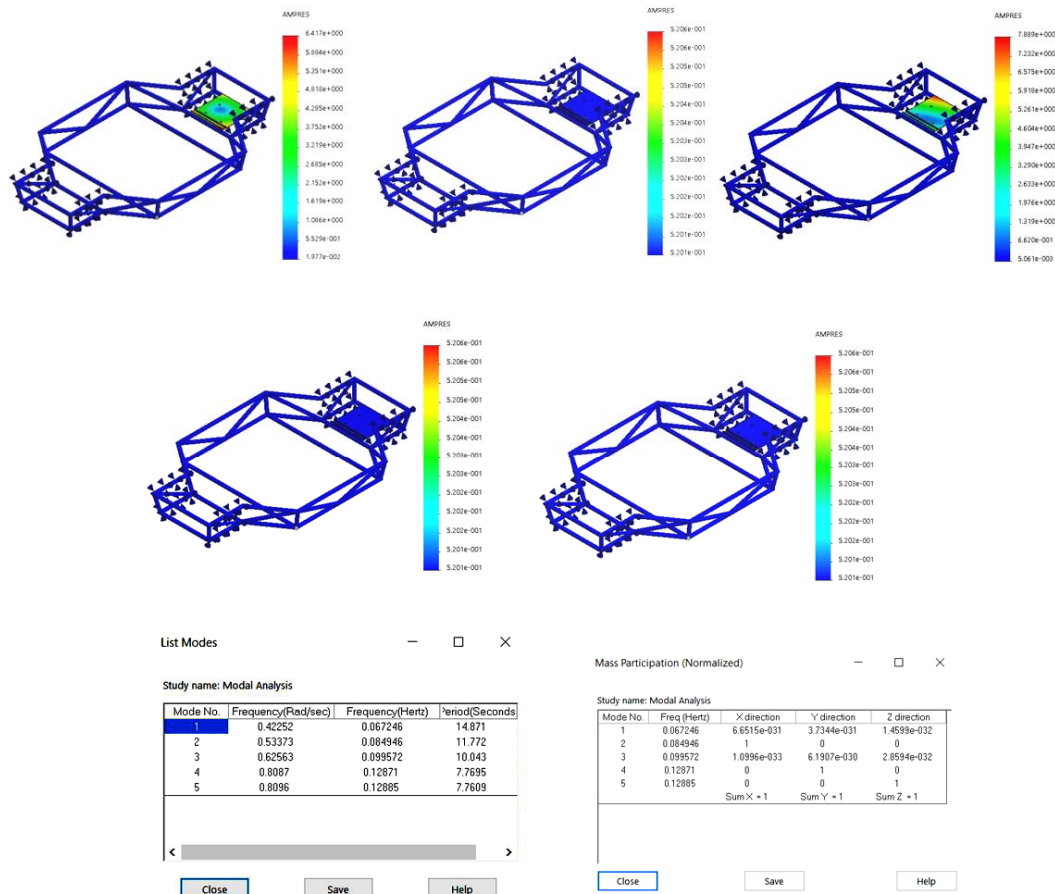 AMPRES
6.417e+000
5.884e+000
5.351e+000
4.818e+000
4.285e+000
3.752e+000
3.219e+000
2.685e+000
2.152e+000
1.619e+000
1.086e+000
5.529e-001
1.977e-002
AMPRES
5.206e-001
5.206e-001
5.205e-001
5.205e-001
5.204e-001
5.204e-001
5.203e-001
5.203e-001
5.202e-001
5.202e-001
5.202e-001
5.201e-001
5.201e-001
AMPRES
7.889e+000
7.232e+000
6.575e+000
5.918e+000
5.261e+000
4.604e+000
3.947e+000
3.290e+000
2.633e+000
1.976e+000
1.319e+000
6.620e-001
5.061e-003
AMPRES
5.206e-001
5.206e-001
5.205e-001
5.205e-001
5.204e-001
5.204e-001
5.203e-001
5.203e-001
5.202e-001
5.202e-001
5.202e-001
5.201e-001
5.201e-001
AMPRES
5.206e-001
5.206e-001
5.205e-001
5.205e-001
5.204e-001
5.204e-001
5.203e-001
5.203e-001
5.202e-001
5.202e-001
5.202e-001
5.201e-001
5.201e-001
List Modes
Study name: Modal Analysis
Mode No. Frequency(Rad/sec) Frequency(Hertz) Period(Seconds
1 0.42252 0.067246 14.871
2 0.53373 0.084946 11.772
3 0.62563 0.099572 10.043
4 0.8087 0.12871 7.7695
5 0.8096 0.12885 7.7609
Close Save Help
Mass Participation (Normalized)
Study name: Modal Analysis
Mode No. Freq (Hertz) X direction Y direction Z direction
1 0.067246 6.6515e-031 3.7344e-031 1.4599e-032
2 0.084946 1 0 0
3 0.099572 1.0996e-033 6.1907e-030 2.8594e-032
4 0.12871 0 1 0
5 0.12885 0 0 1
Sum X = 1 Sum Y = 1 Sum Z = 1
Close Save Help